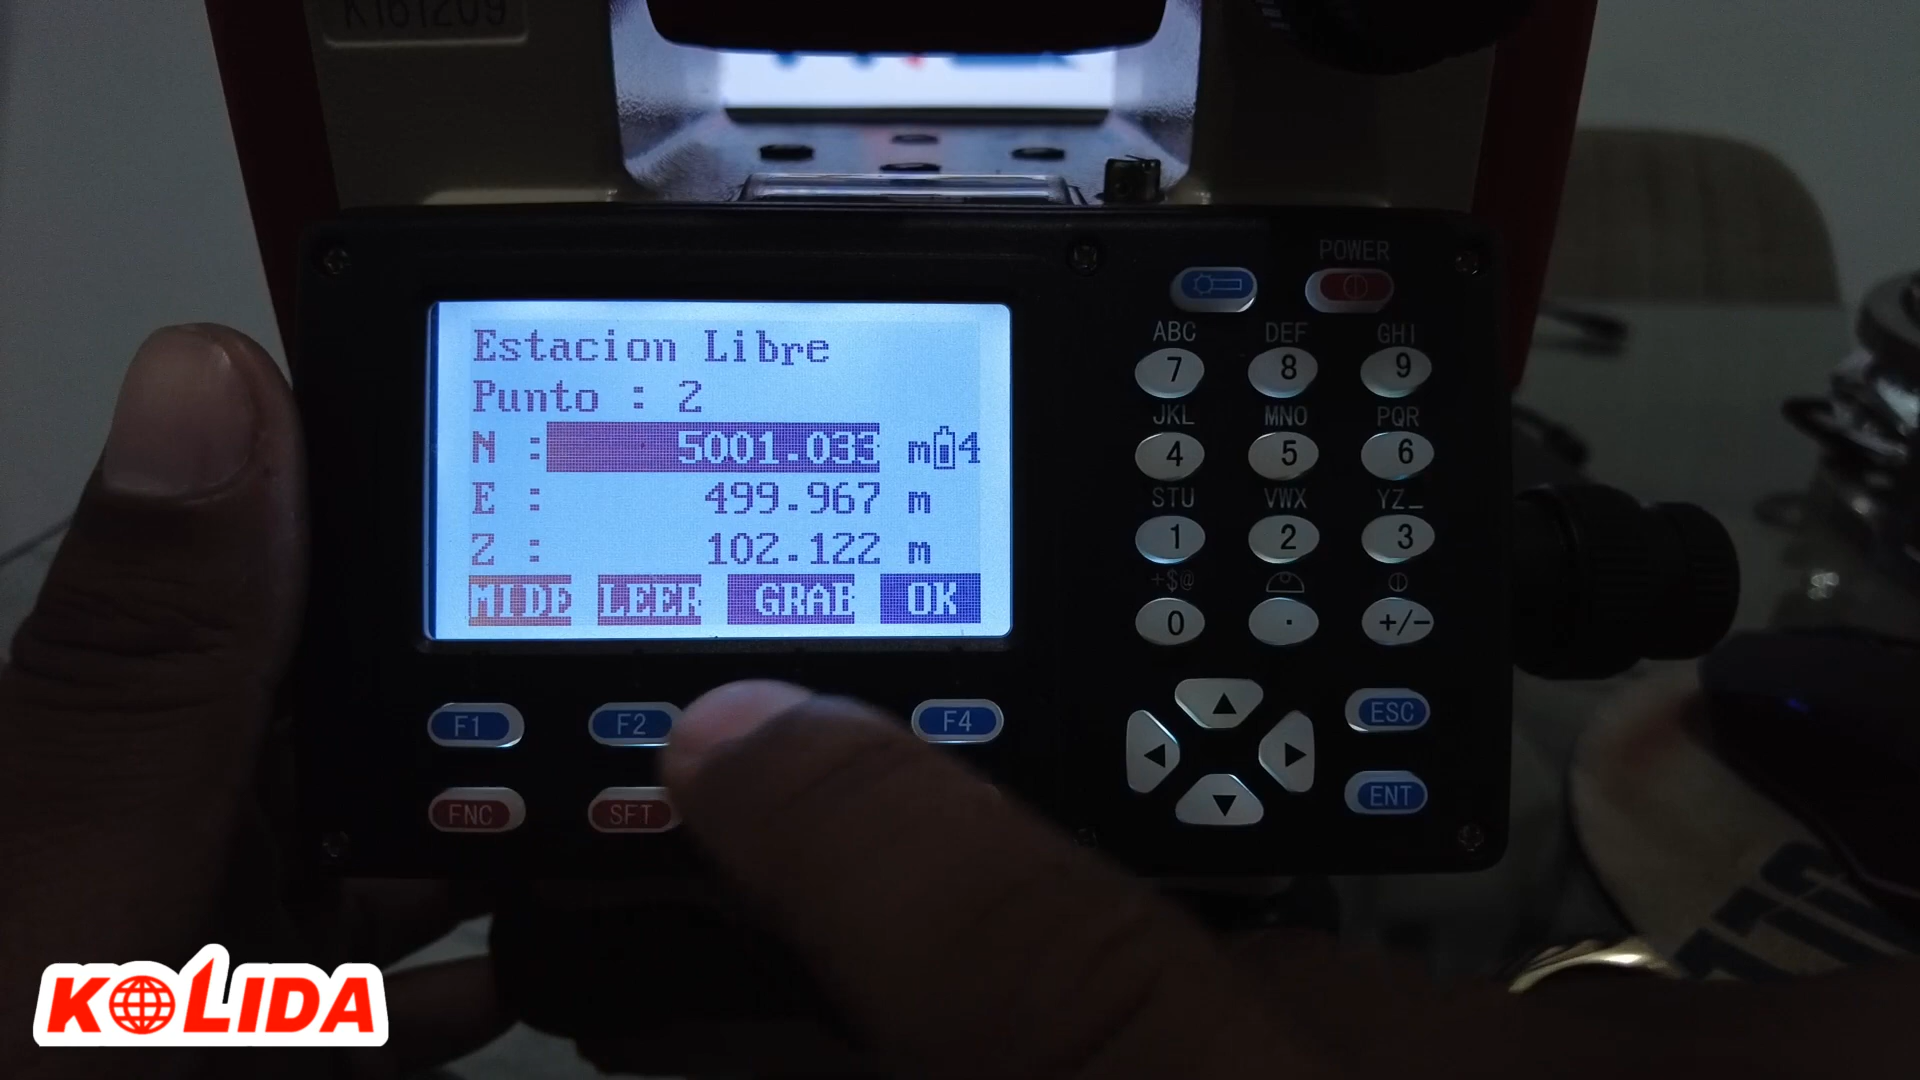 K161209
POWER
Estacion Libre
Punto : 2
N : 5001.033 m 4
E : 499.967 m
Z : 102.122 m
MIDE LEER GRAB OK
ABC DEF GHI
7 8 9
JKL MNO PQR
4 5 6
STU VWX YZ_
1 2 3
+$@
0 . +/-
F1 F2 F4
ESC
FNC SFT
ENT
KOLIDA